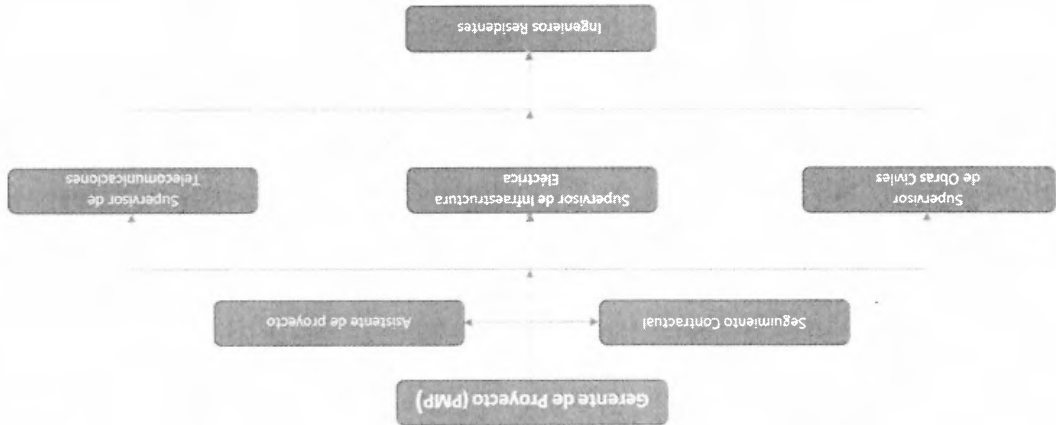 Gerente de Proyecto (PMP)
Seguimiento Contractual
Asistente de proyecto
Supervisor
de Obras Civiles
Supervisor de Infraestructura
Eléctrica
Supervisor de
Telecomunicaciones
Ingenieros Residentes